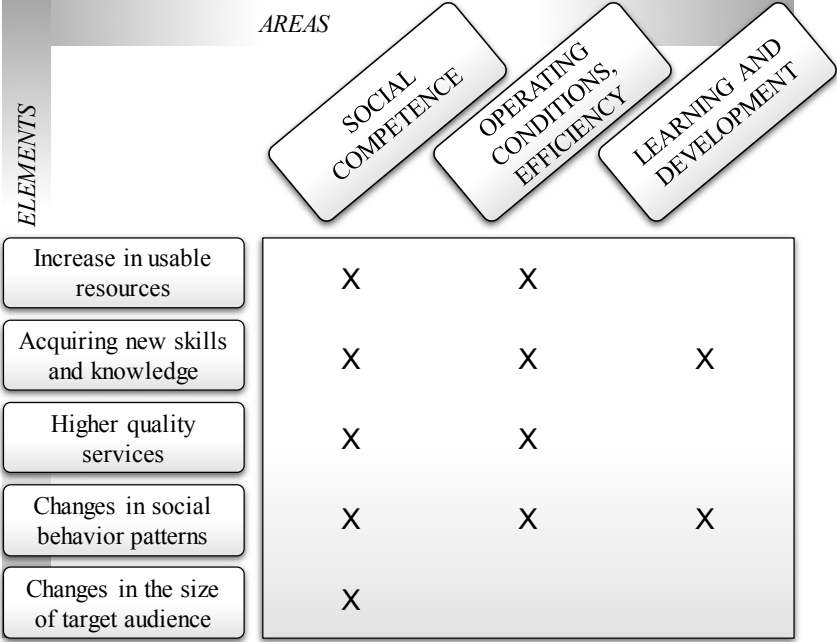 AREAS
ELEMENTS
SOCIAL
COMPETENCE
OPERATING
CONDITIONS,
EFFICIENCY
LEARNING AND
DEVELOPMENT
Increase in usable
resources
X X
Acquiring new skills
and knowledge
X X X
Higher quality
services
X X
Changes in social
behavior patterns
X X X
Changes in the size
of target audience
X